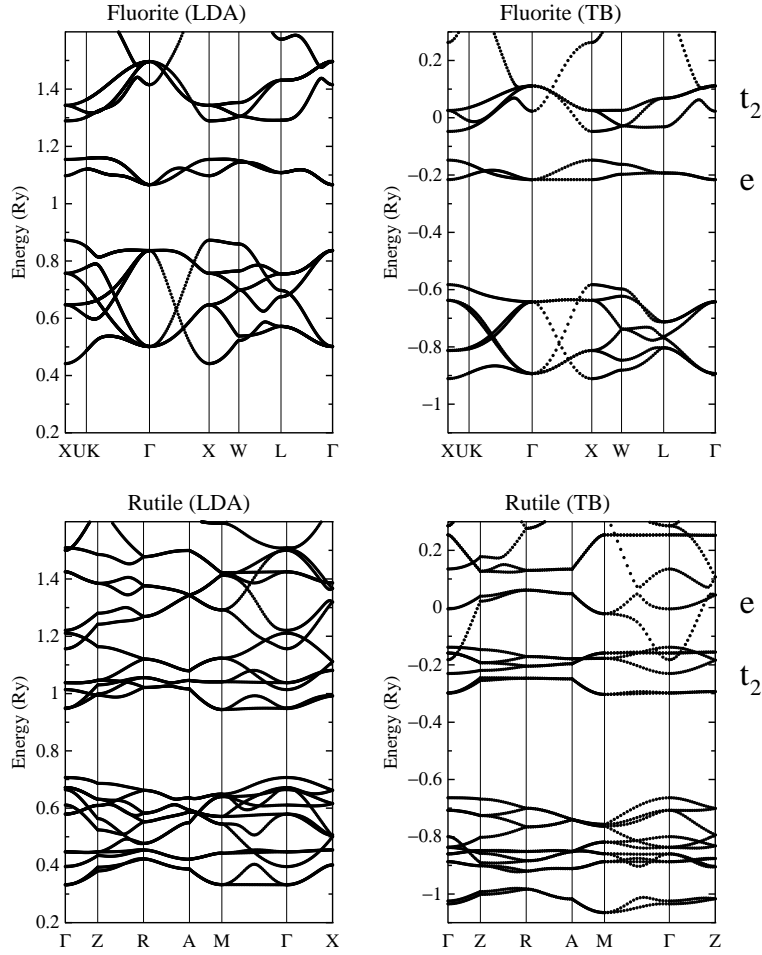 Fluorite (LDA)
Energy (Ry)
1.4
1.2
1
0.8
0.6
0.4
0.2
X U K Γ X W L Γ
Fluorite (TB)
Energy (Ry)
0.2
0
−0.2
−0.4
−0.6
−0.8
−1
X U K Γ X W L Γ
t2
e
Rutile (LDA)
Energy (Ry)
1.4
1.2
1
0.8
0.6
0.4
0.2
Γ Z R A M Γ X
Rutile (TB)
Energy (Ry)
0.2
0
−0.2
−0.4
−0.6
−0.8
−1
Γ Z R A M Γ Z
e
t2